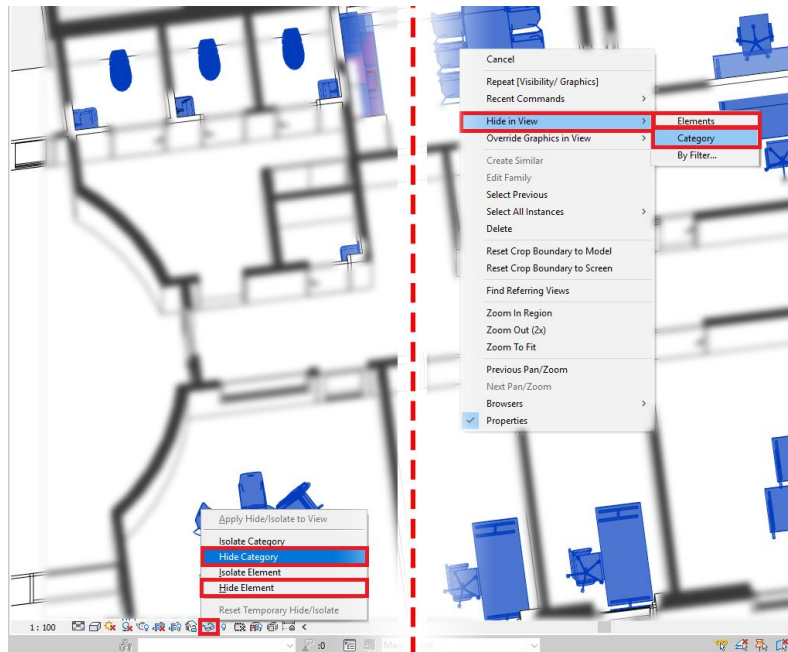 Cancel
Repeat [Visibility/ Graphics]
Recent Commands
Hide in View
Override Graphics in View
Create Similar
Edit Family
Select Previous
Select All Instances
Delete
Reset Crop Boundary to Model
Reset Crop Boundary to Screen
Find Referring Views
Zoom In Region
Zoom Out (2x)
Zoom To Fit
Previous Pan/Zoom
Next Pan/Zoom
Browsers
Properties
Elements
Category
By Filter...
Apply Hide/Isolate to View
Isolate Category
Hide Category
Isolate Element
Hide Element
Reset Temporary Hide/Isolate
1 : 100
:0